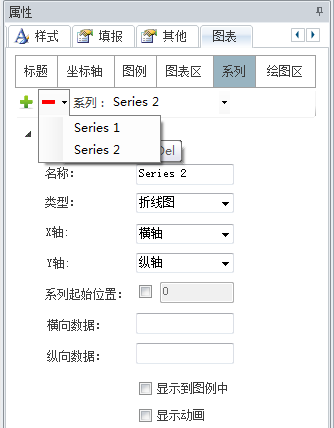 属性
样式 填报 其他 图表
标题 坐标轴 图例 图表区 系列 绘图区
系列： Series 2
Series 1
Series 2
Del
名称： Series 2
类型： 折线图
X轴： 横轴
Y轴： 纵轴
系列起始位置： 0
横向数据：
纵向数据：
显示到图例中
显示动画